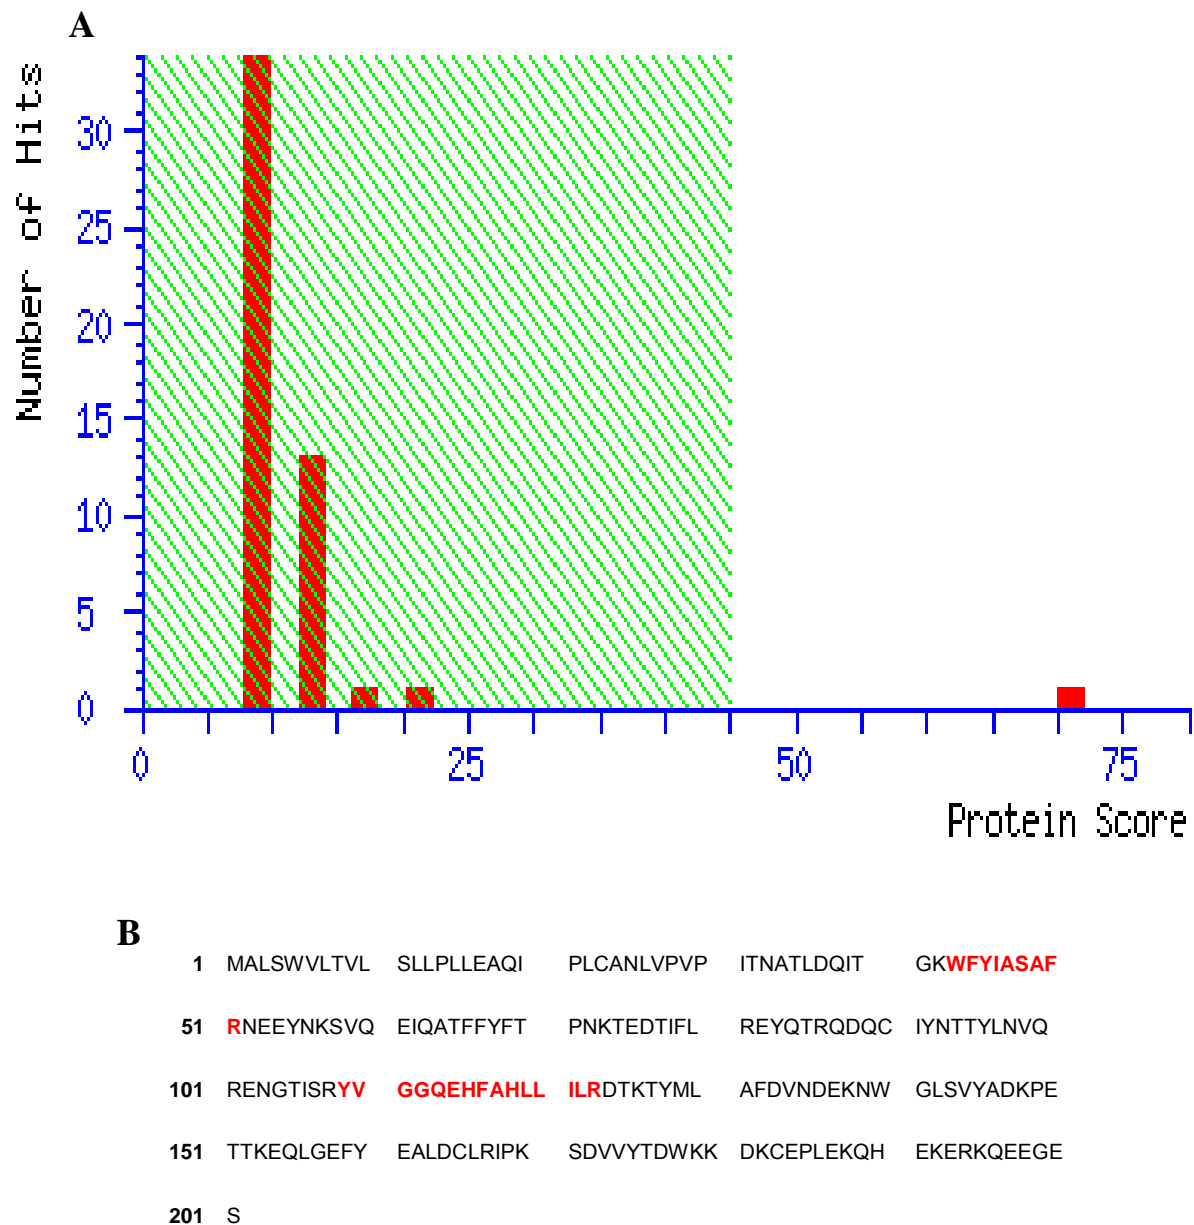 A
Number of Hits
30
25
20
15
10
5
0
0 25 50 75
Protein Score
B
1 MALSWVLTVL SLLPLLEAQI PLCANLVPVP ITNATLDQIT GKWFYIASAF
51 RNEEYNKSVQ EIQATFFYFT PNKTEDTIFL REYQTRQDQC IYNTTYLNVQ
101 RENGTISRYV GGQEHFAHLL ILRDTKTYML AFDVNDEKNW GLSVYADKPE
151 TTKEQLGEFY EALDCLRIPK SDVVYTDWKK DKCEPLEKQH EKERKQEEGE
201 S